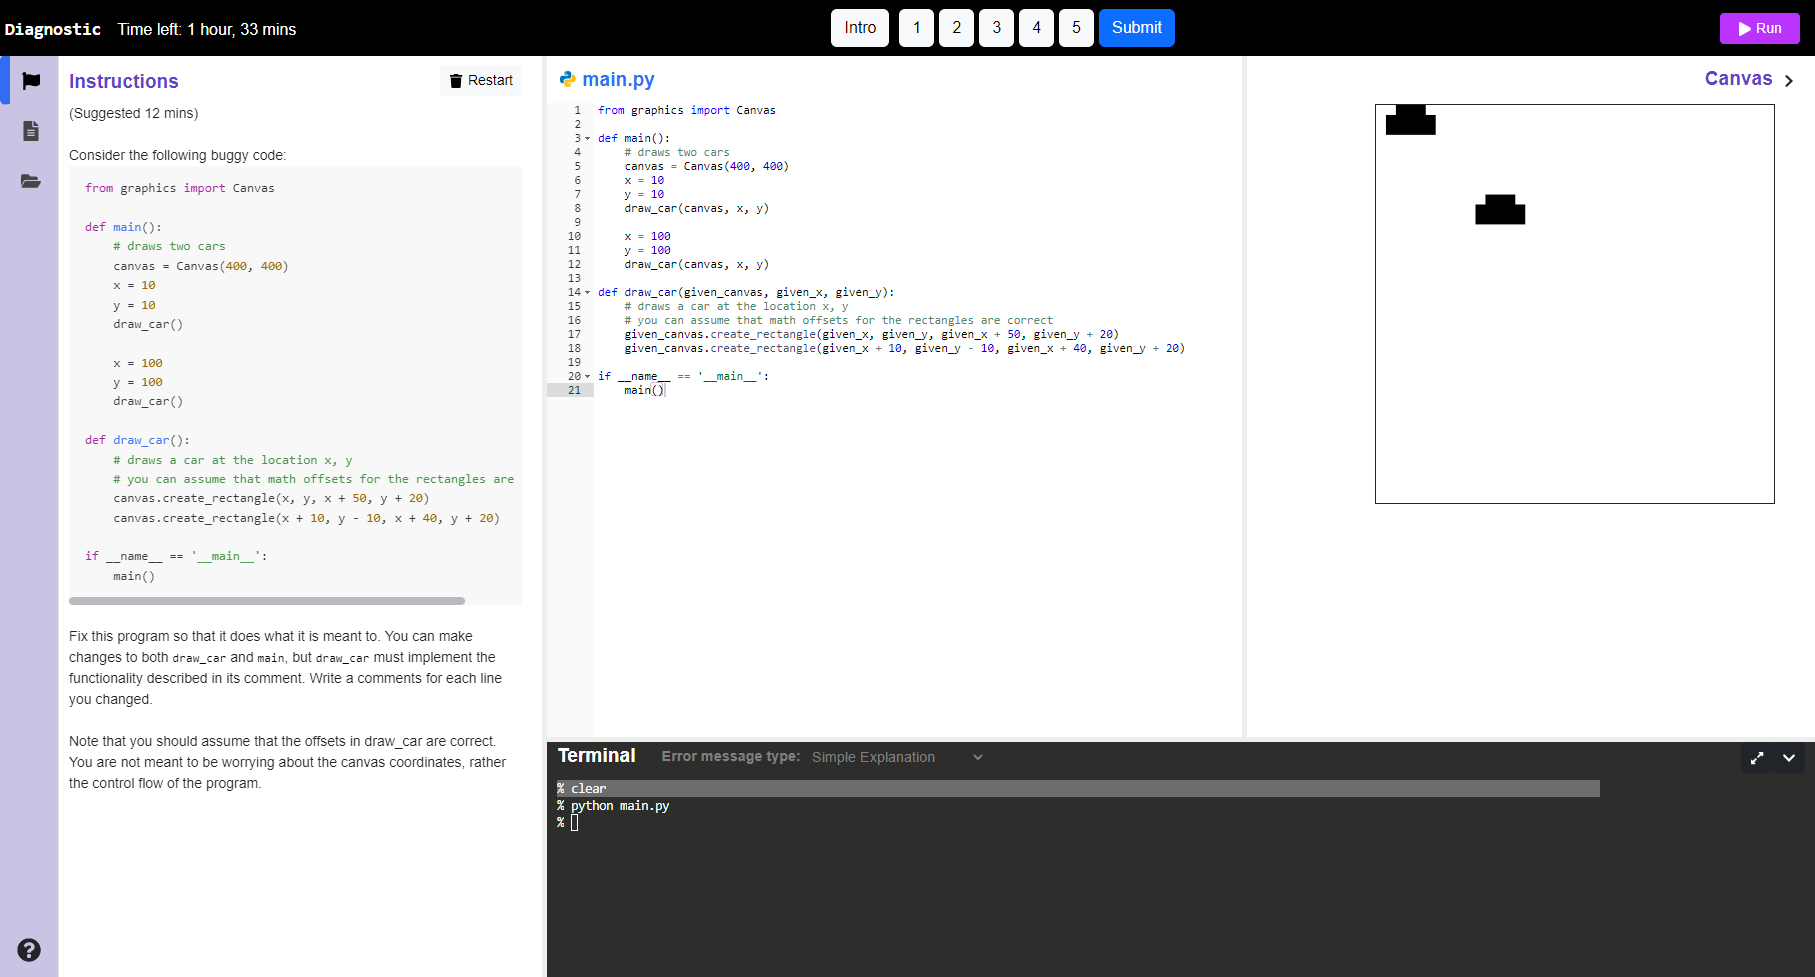 Diagnostic Time left: 1 hour, 33 mins Intro 1 2 3 4 5 Submit Run
Instructions Restart
(Suggested 12 mins)
Consider the following buggy code:
from graphics import Canvas
def main():
# draws two cars
canvas = Canvas(400, 400)
x = 10
y = 10
draw_car()
x = 100
y = 100
draw_car()
def draw_car():
# draws a car at the location x, y
# you can assume that math offsets for the rectangles are
canvas.create_rectangle(x, y, x + 50, y + 20)
canvas.create_rectangle(x + 10, y - 10, x + 40, y + 20)
if __name__ == '__main__':
main()
Fix this program so that it does what it is meant to. You can make
changes to both draw_car and main, but draw_car must implement the
functionality described in its comment. Write a comments for each line
you changed.
Note that you should assume that the offsets in draw_car are correct.
You are not meant to be worrying about the canvas coordinates, rather
the control flow of the program.
main.py
1 from graphics import Canvas
2
3 def main():
4 # draws two cars
5 canvas = Canvas(400, 400)
6 x = 10
7 y = 10
8 draw_car(canvas, x, y)
9
10 x = 100
11 y = 100
12 draw_car(canvas, x, y)
13
14 def draw_car(given_canvas, given_x, given_y):
15 # draws a car at the location x, y
16 # you can assume that math offsets for the rectangles are correct
17 given_canvas.create_rectangle(given_x, given_y, given_x + 50, given_y + 20)
18 given_canvas.create_rectangle(given_x + 10, given_y - 10, given_x + 40, given_y + 20)
19
20 if __name__ == '__main__':
21 main()
Canvas
Terminal Error message type: Simple Explanation
% clear
% python main.py
%
?